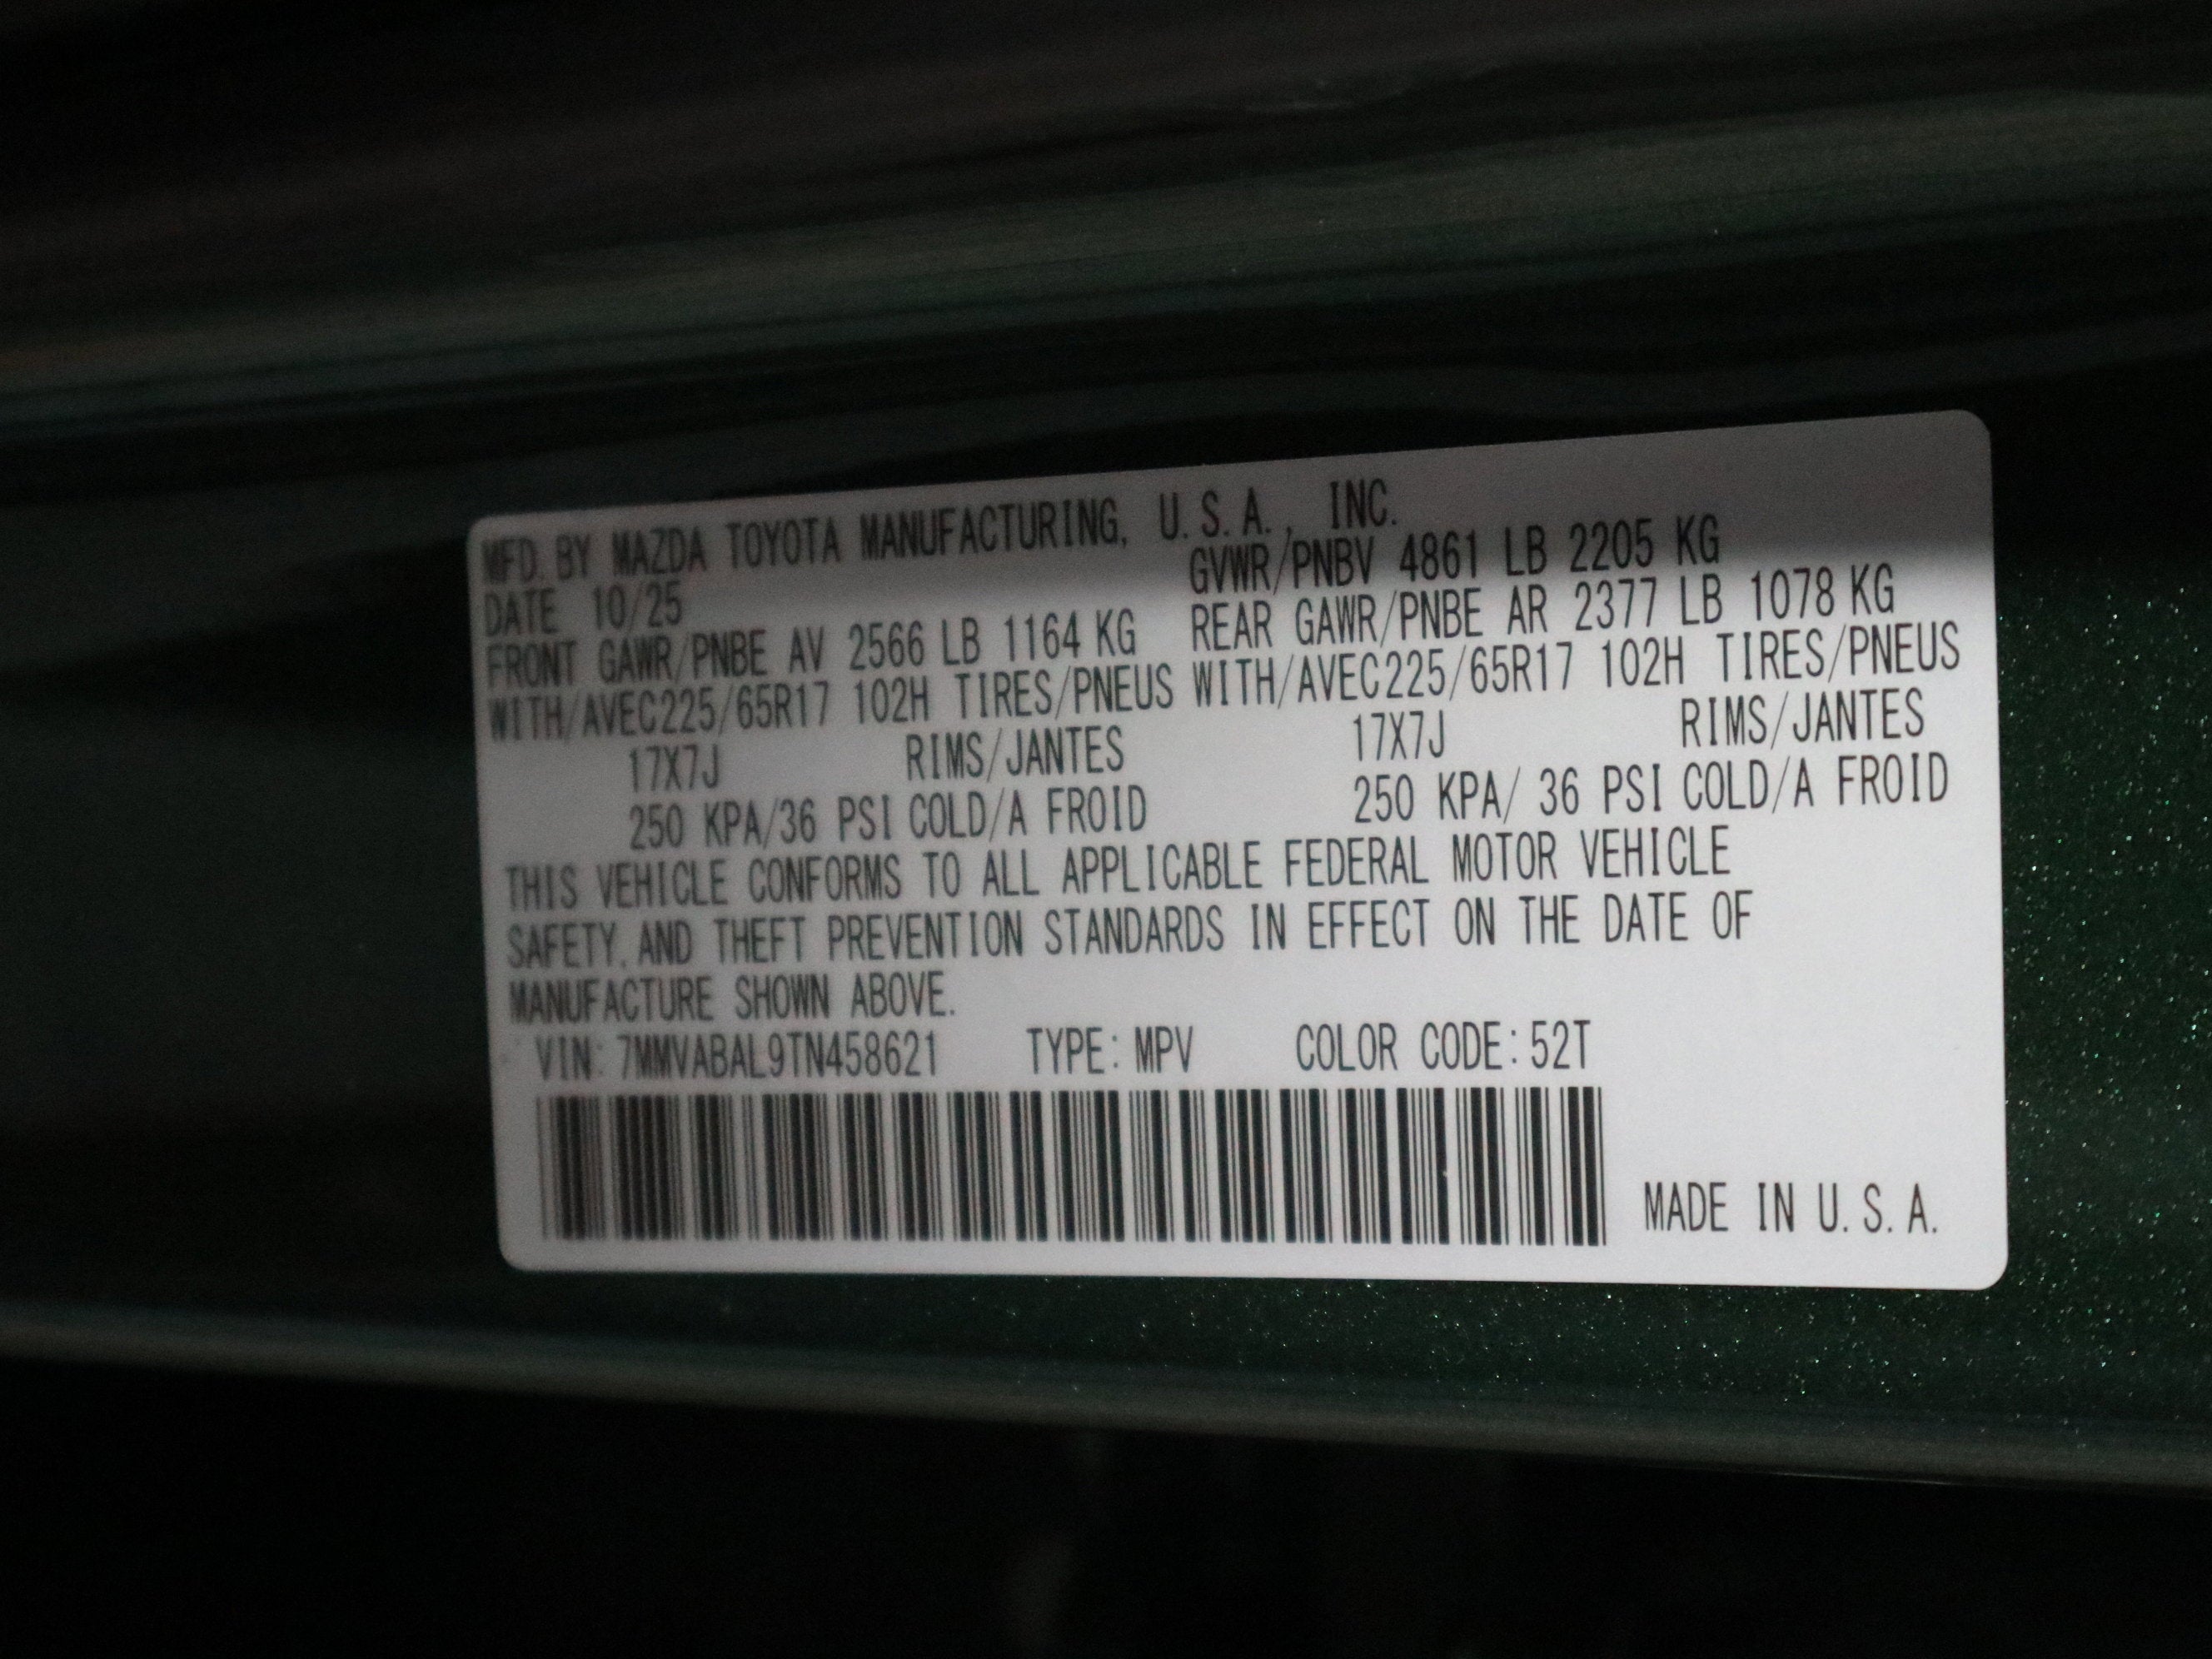 MFD. BY MAZDA TOYOTA MANUFACTURING, U.S.A., INC.
DATE 10/25 GVWR/PNBV 4861 LB 2205 KG
FRONT GAWR/PNBE AV 2566 LB 1164 KG REAR GAWR/PNBE AR 2377 LB 1078 KG
WITH/AVEC225/65R17 102H TIRES/PNEUS WITH/AVEC225/65R17 102H TIRES/PNEUS
17X7J RIMS/JANTES 17X7J RIMS/JANTES
250 KPA/36 PSI COLD/A FROID 250 KPA/ 36 PSI COLD/A FROID
THIS VEHICLE CONFORMS TO ALL APPLICABLE FEDERAL MOTOR VEHICLE
SAFETY, AND THEFT PREVENTION STANDARDS IN EFFECT ON THE DATE OF
MANUFACTURE SHOWN ABOVE.
VIN: 7MMVABAL9TN458621 TYPE: MPV COLOR CODE: 52T
MADE IN U.S.A.